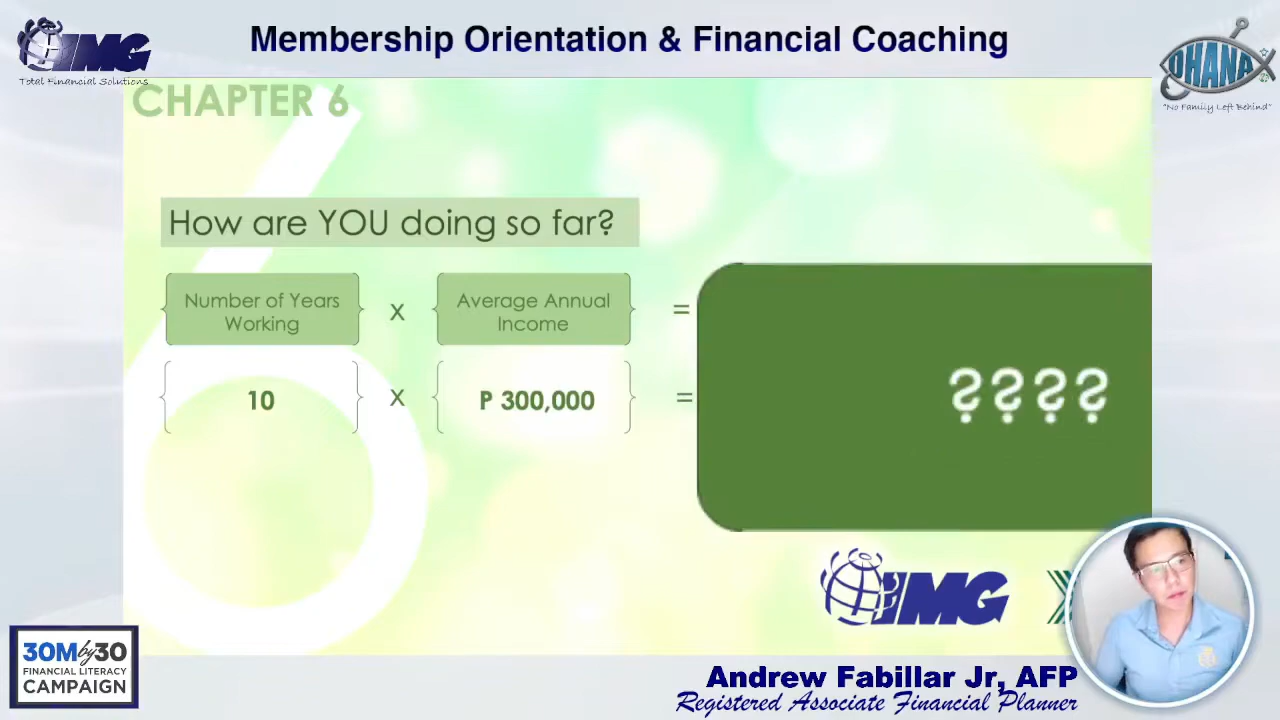 IMG
Total Financial Solutions
Membership Orientation & Financial Coaching
OHANA
"No Family Left Behind"
CHAPTER 6
How are YOU doing so far?
Number of Years Working x Average Annual Income =
10 x P 300,000 = ????
IMG
30M by 30
FINANCIAL LITERACY
CAMPAIGN
Andrew Fabillar Jr, AFP
Registered Associate Financial Planner